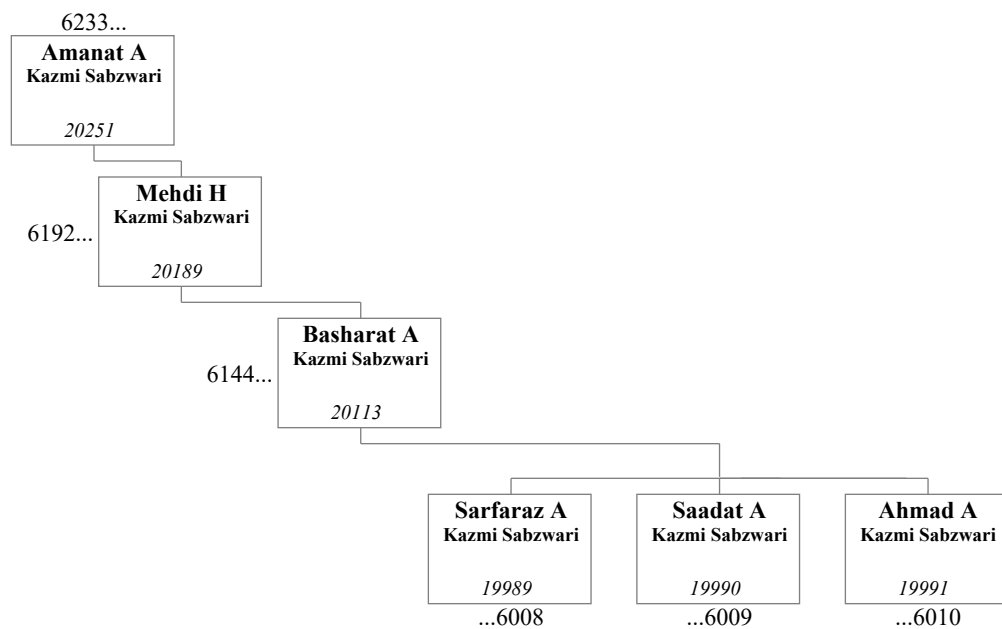 6233...
Amanat A
Kazmi Sabzwari
20251
Mehdi H
Kazmi Sabzwari
6192...
20189
Basharat A
Kazmi Sabzwari
6144...
20113
Sarfaraz A
Kazmi Sabzwari
19989
...6008
Saadat A
Kazmi Sabzwari
19990
...6009
Ahmad A
Kazmi Sabzwari
19991
...6010